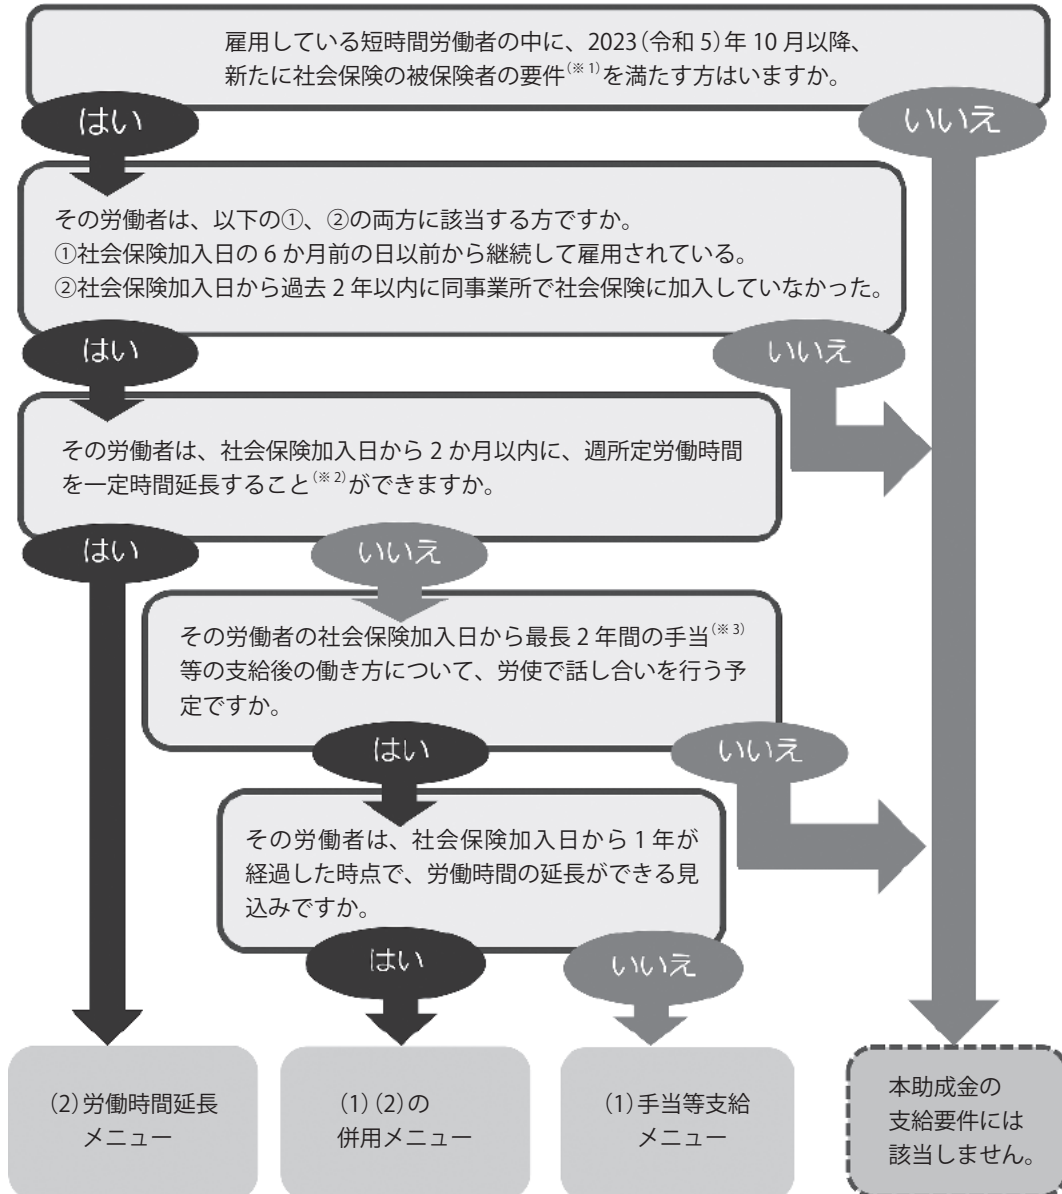 雇用している短時間労働者の中に、2023（令和5）年10月以降、
新たに社会保険の被保険者の要件(※1)を満たす方はいますか。
はい
いいえ
その労働者は、以下の①、②の両方に該当する方ですか。
①社会保険加入日の6か月前の日以前から継続して雇用されている。
②社会保険加入日から過去2年以内に同事業所で社会保険に加入していなかった。
はい
いいえ
その労働者は、社会保険加入日から2か月以内に、週所定労働時間
を一定時間延長すること(※2)ができますか。
はい
いいえ
その労働者の社会保険加入日から最長2年間の手当(※3)
等の支給後の働き方について、労使で話し合いを行う予
定ですか。
はい
いいえ
その労働者は、社会保険加入日から1年が
経過した時点で、労働時間の延長ができる見
込みですか。
はい
いいえ
（2）労働時間延長
メニュー
（1）（2）の
併用メニュー
（1）手当等支給
メニュー
本助成金の
支給要件には
該当しません。